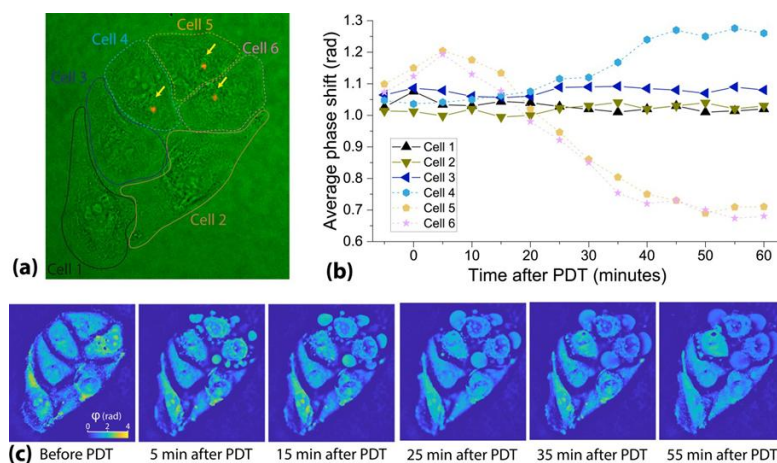 (a)
Cell 5
Cell 4
Cell 6
Cell 3
Cell 2
Cell 1
(b)
Average phase shift (rad)
1.3
1.2
1.1
1.0
0.9
0.8
0.7
0.6
Cell 1
Cell 2
Cell 3
Cell 4
Cell 5
Cell 6
0 10 20 30 40 50 60
Time after PDT (minutes)
φ (rad)
0 2 4
(c)
Before PDT
5 min after PDT
15 min after PDT
25 min after PDT
35 min after PDT
55 min after PDT